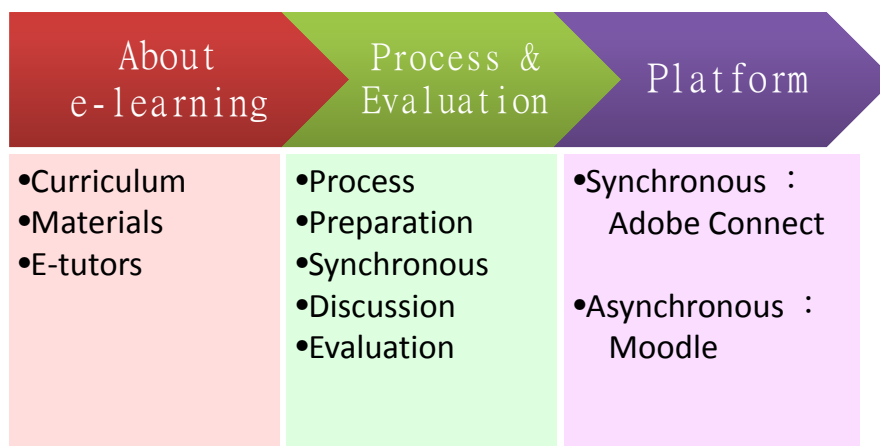 About
e-learning
Process &
Evaluation
Platform
•Curriculum
•Materials
•E-tutors
•Process
•Preparation
•Synchronous
•Discussion
•Evaluation
•Synchronous ：
Adobe Connect
•Asynchronous ：
Moodle